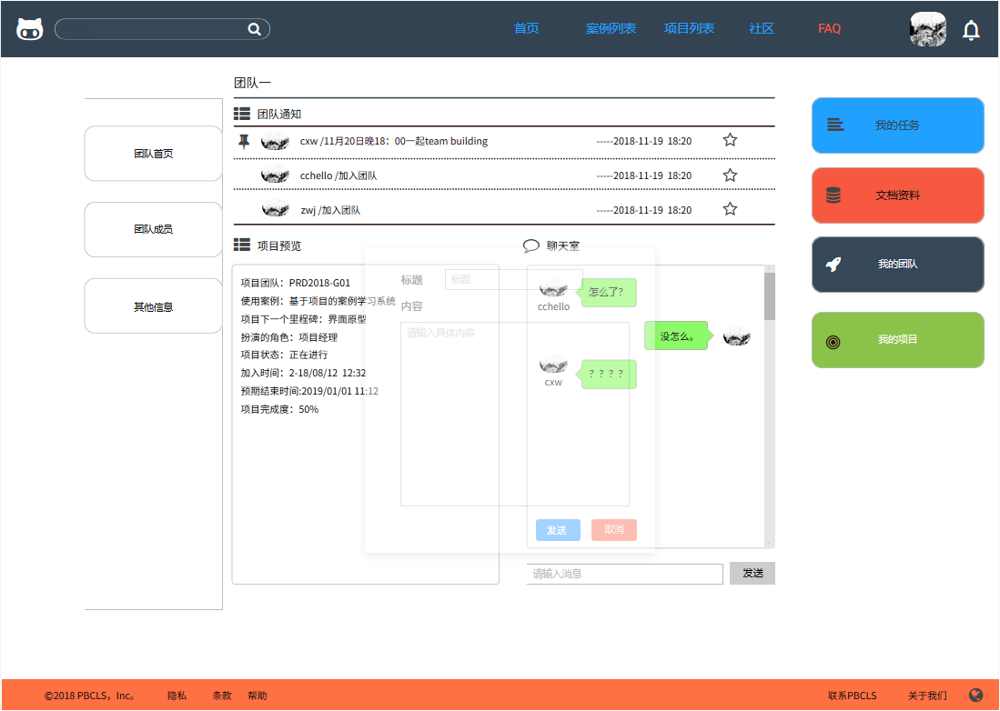 首页 案例列表 项目列表 社区 FAQ
团队一
团队首页
团队成员
其他信息
团队通知
cxw /11月20日晚18：00一起team building -----2018-11-19 18:20
cchello /加入团队 -----2018-11-19 18:20
zwj /加入团队 -----2018-11-19 18:20
项目预览
项目团队：PRD2018-G01
使用案例：基于项目的案例学习系统
项目下一个里程碑：界面原型
扮演的角色：项目经理
项目状态：正在进行
加入时间：2-18/08/12 12:32
预期结束时间:2019/01/01 11:12
项目完成度：50%
标题 标题
内容
请输入具体内容
发送 取消
聊天室
怎么了?
cchello
没怎么。
？？？？
cxw
请输入消息 发送
我的任务
文档资料
我的团队
我的项目
©2018 PBCLS，Inc。 隐私 条款 帮助 联系PBCLS 关于我们